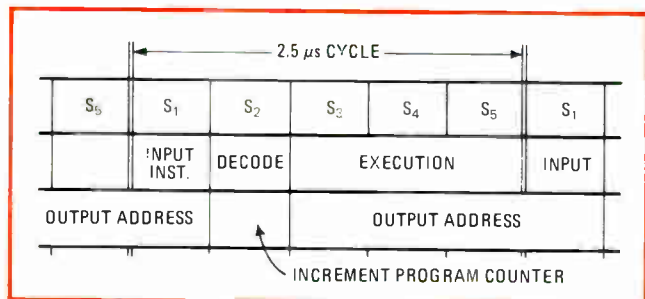 2.5 μs CYCLE
S5 S1 S2 S3 S4 S5 S1
INPUT DECODE EXECUTION INPUT
INST.
OUTPUT ADDRESS OUTPUT ADDRESS
INCREMENT PROGRAM COUNTER